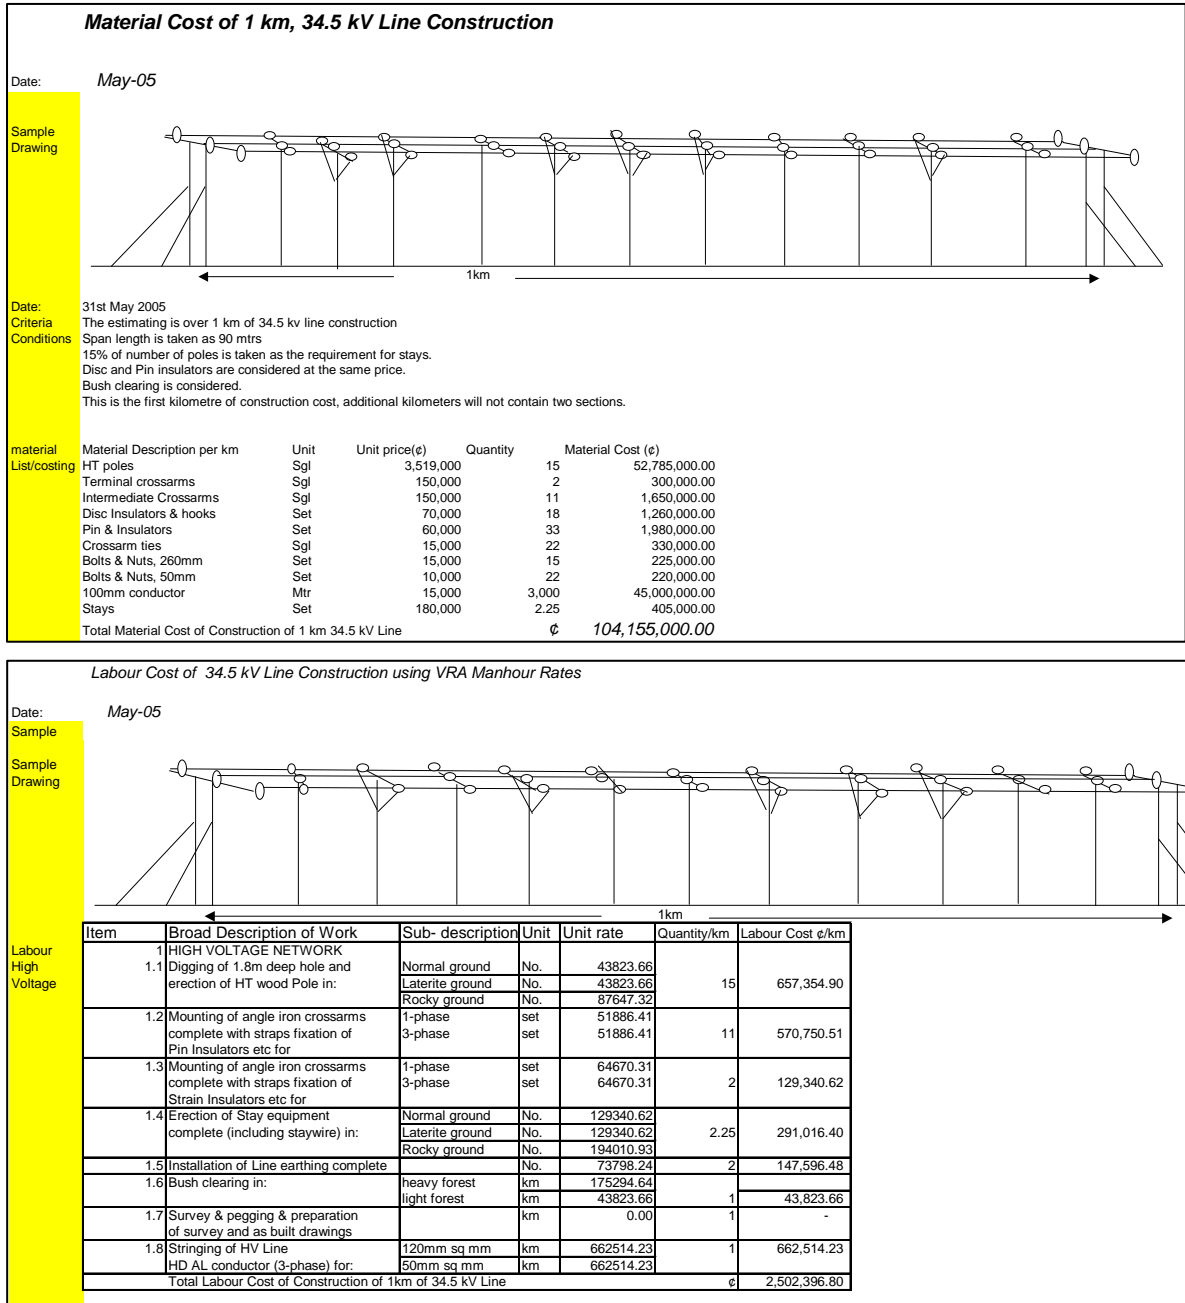 Material Cost of 1 km, 34.5 kV Line Construction
Date: May-05
Sample
Drawing
1km
Date: 31st May 2005
Criteria The estimating is over 1 km of 34.5 kv line construction
Conditions Span length is taken as 90 mtrs
15% of number of poles is taken as the requirement for stays.
Disc and Pin insulators are considered at the same price.
Bush clearing is considered.
This is the first kilometre of construction cost, additional kilometers will not contain two sections.
material Material Description per km Unit Unit price(¢) Quantity Material Cost (¢)
List/costing HT poles Sgl 3,519,000 15 52,785,000.00
Terminal crossarms Sgl 150,000 2 300,000.00
Intermediate Crossarms Sgl 150,000 11 1,650,000.00
Disc Insulators & hooks Set 70,000 18 1,260,000.00
Pin & Insulators Set 60,000 33 1,980,000.00
Crossarm ties Sgl 15,000 22 330,000.00
Bolts & Nuts, 260mm Set 15,000 15 225,000.00
Bolts & Nuts, 50mm Set 10,000 22 220,000.00
100mm conductor Mtr 15,000 3,000 45,000,000.00
Stays Set 180,000 2.25 405,000.00
Total Material Cost of Construction of 1 km 34.5 kV Line ¢ 104,155,000.00
Labour Cost of 34.5 kV Line Construction using VRA Manhour Rates
Date: May-05
Sample
Sample
Drawing
1km
Item Broad Description of Work Sub- description Unit Unit rate Quantity/km Labour Cost ¢/km
Labour 1 HIGH VOLTAGE NETWORK
High 1.1 Digging of 1.8m deep hole and Normal ground No. 43823.66
Voltage erection of HT wood Pole in: Laterite ground No. 43823.66 15 657,354.90
Rocky ground No. 87647.32
1.2 Mounting of angle iron crossarms 1-phase set 51886.41
complete with straps fixation of 3-phase set 51886.41 11 570,750.51
Pin Insulators etc for
1.3 Mounting of angle iron crossarms 1-phase set 64670.31
complete with straps fixation of 3-phase set 64670.31 2 129,340.62
Strain Insulators etc for
1.4 Erection of Stay equipment Normal ground No. 129340.62
complete (including staywire) in: Laterite ground No. 129340.62 2.25 291,016.40
Rocky ground No. 194010.93
1.5 Installation of Line earthing complete No. 73798.24 2 147,596.48
1.6 Bush clearing in: heavy forest km 175294.64
light forest km 43823.66 1 43,823.66
1.7 Survey & pegging & preparation km 0.00 1 -
of survey and as built drawings
1.8 Stringing of HV Line 120mm sq mm km 662514.23 1 662,514.23
HD AL conductor (3-phase) for: 50mm sq mm km 662514.23
Total Labour Cost of Construction of 1km of 34.5 kV Line ¢ 2,502,396.80